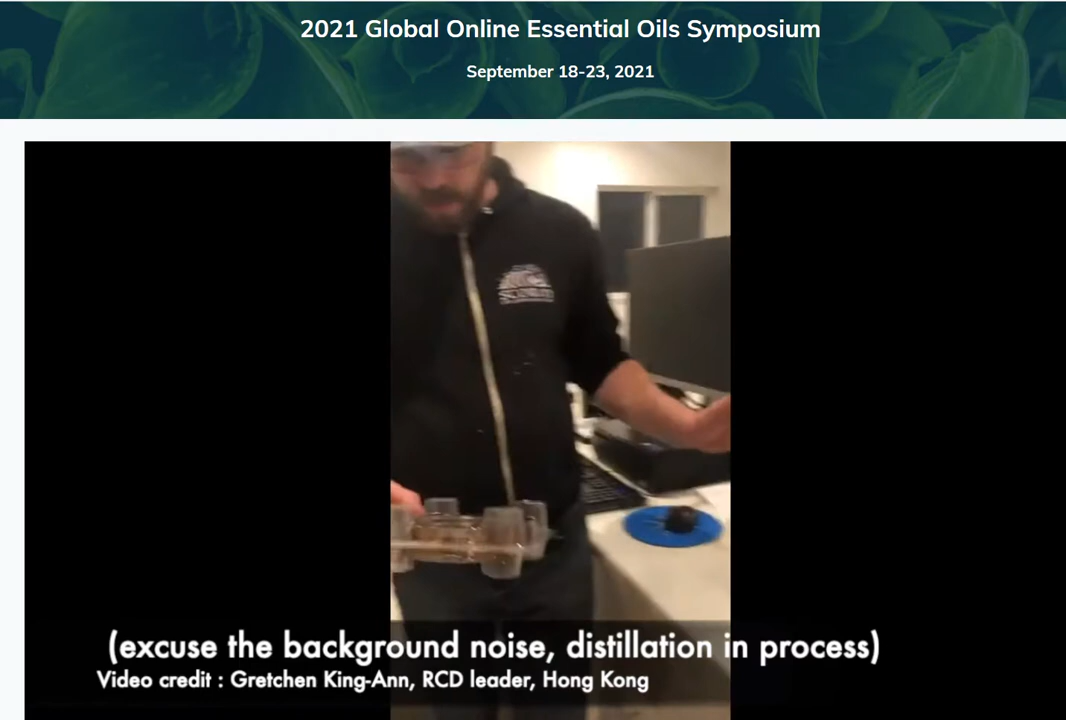 2021 Global Online Essential Oils Symposium
September 18-23, 2021
(excuse the background noise, distillation in process)
Video credit : Gretchen King-Ann, RCD leader, Hong Kong